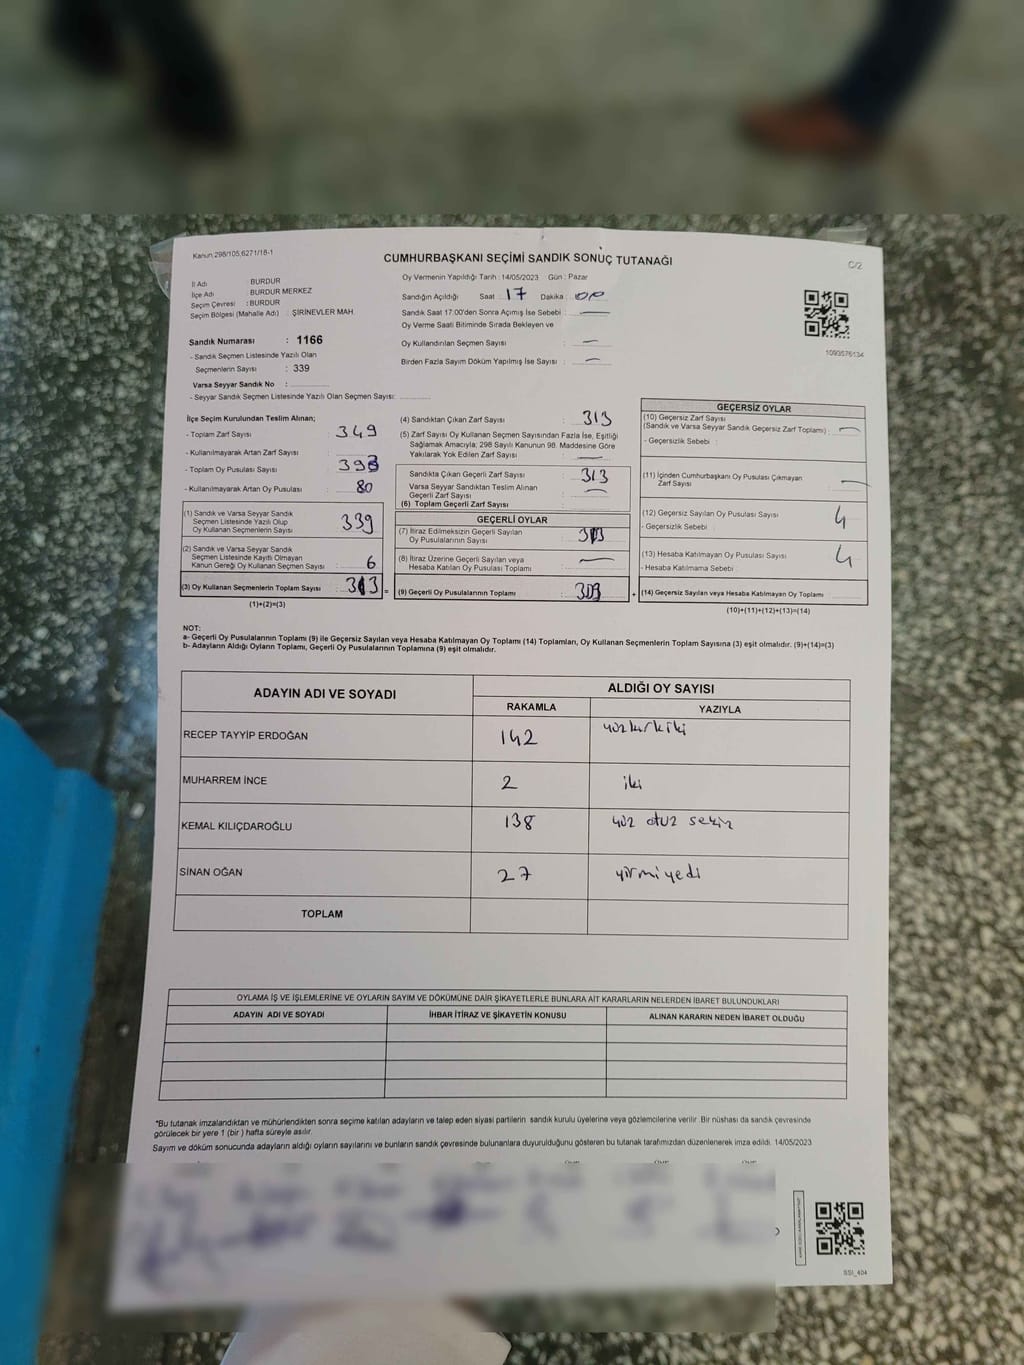 Kanun;298/105,6271/18-1
CUMHURBAŞKANI SEÇİMİ SANDIK SONUÇ TUTANAĞI
C/2
İl Adı : BURDUR
İlçe Adı : BURDUR MERKEZ
Seçim Çevresi : BURDUR
Seçim Bölgesi (Mahalle Adı) : ŞİRİNEVLER MAH.
Sandık Numarası : 1166
- Sandık Seçmen Listesinde Yazılı Olan
Seçmenlerin Sayısı : 339
Varsa Seyyar Sandık No :
- Seyyar Sandık Seçmen Listesinde Yazılı Olan Seçmen Sayısı:
Oy Vermenin Yapıldığı Tarih : 14/05/2023 Gün : Pazar
Sandığın Açıldığı Saat : 17 Dakika : 00
Sandık Saat 17:00'den Sonra Açımış İse Sebebi : —
Oy Verme Saati Bitiminde Sırada Bekleyen ve
Oy Kullandırılan Seçmen Sayısı : —
Birden Fazla Sayım Döküm Yapılmış İse Sayısı : —
1093576134
İlçe Seçim Kurulundan Teslim Alınan;
- Toplam Zarf Sayısı : 349
- Kullanılmayarak Artan Zarf Sayısı :
- Toplam Oy Pusulası Sayısı : 393
- Kullanılmayarak Artan Oy Pusulası : 80
(1) Sandık ve Varsa Seyyar Sandık
Seçmen Listesinde Yazılı Olup
Oy Kullanan Seçmenlerin Sayısı : 339
(2) Sandık ve Varsa Seyyar Sandık
Seçmen Listesinde Kayıtlı Olmayan
Kanun Gereği Oy Kullanan Seçmen Sayısı : 6
(3) Oy Kullanan Seçmenlerin Toplam Sayısı : 313 =
(1)+(2)=(3)
(4) Sandıktan Çıkan Zarf Sayısı : 313
(5) Zarf Sayısı Oy Kullanan Seçmen Sayısından Fazla İse, Eşitliği
Sağlamak Amacıyla; 298 Sayılı Kanunun 98. Maddesine Göre
Yakılarak Yok Edilen Zarf Sayısı : —
Sandıkta Çıkan Geçerli Zarf Sayısı : 313
Varsa Seyyar Sandıktan Teslim Alınan
Geçerli Zarf Sayısı : —
(6) Toplam Geçerli Zarf Sayısı :
GEÇERLİ OYLAR
(7) İtiraz Edilmeksizin Geçerli Sayılan
Oy Pusulalarının Sayısı : 313
(8) İtiraz Üzerine Geçerli Sayılan veya
Hesaba Katılan Oy Pusulası Toplamı : —
(9) Geçerli Oy Pusulalarının Toplamı : 309 +
GEÇERSİZ OYLAR
(10) Geçersiz Zarf Sayısı
(Sandık ve Varsa Seyyar Sandık Geçersiz Zarf Toplamı) : —
- Geçersizlik Sebebi :
(11) İçinden Cumhurbaşkanı Oy Pusulası Çıkmayan
Zarf Sayısı : —
(12) Geçersiz Sayılan Oy Pusulası Sayısı : 4
- Geçersizlik Sebebi :
(13) Hesaba Katılmayan Oy Pusulası Sayısı : 4
- Hesaba Katılmama Sebebi :
(14) Geçersiz Sayılan veya Hesaba Katılmayan Oy Toplamı :
(10)+(11)+(12)+(13)=(14)
NOT:
a- Geçerli Oy Pusulalarının Toplamı (9) ile Geçersiz Sayılan veya Hesaba Katılmayan Oy Toplamı (14) Toplamları, Oy Kullanan Seçmenlerin Toplam Sayısına (3) eşit olmalıdır. (9)+(14)=(3)
b- Adayların Aldığı Oyların Toplamı, Geçerli Oy Pusulalarının Toplamına (9) eşit olmalıdır.
ADAYIN ADI VE SOYADI
ALDIĞI OY SAYISI
RAKAMLA YAZIYLA
RECEP TAYYİP ERDOĞAN 142 yüzkırkiki
MUHARREM İNCE 2 iki
KEMAL KILIÇDAROĞLU 138 yüz otuz sekiz
SİNAN OĞAN 27 yirmiyedi
TOPLAM
OYLAMA İŞ VE İŞLEMLERİNE VE OYLARIN SAYIM VE DÖKÜMÜNE DAİR ŞİKAYETLERLE BUNLARA AİT KARARLARIN NELERDEN İBARET BULUNDUKLARI
ADAYIN ADI VE SOYADI İHBAR İTİRAZ VE ŞİKAYETİN KONUSU ALINAN KARARIN NEDEN İBARET OLDUĞU
*Bu tutanak imzalandıktan ve mühürlendikten sonra seçime katılan adayların ve talep eden siyasi partilerin sandık kurulu üyelerine veya gözlemcilerine verilir. Bir nüshası da sandık çevresinde
görülecek bir yere 1 (bir) hafta süreyle asılır.
Sayım ve döküm sonucunda adayların aldığı oyların sayılarını ve bunların sandık çevresinde bulunanlara duyurulduğunu gösteren bu tutanak tarafımızdan düzenlenerek imza edildi. 14/05/2023
SSI_404